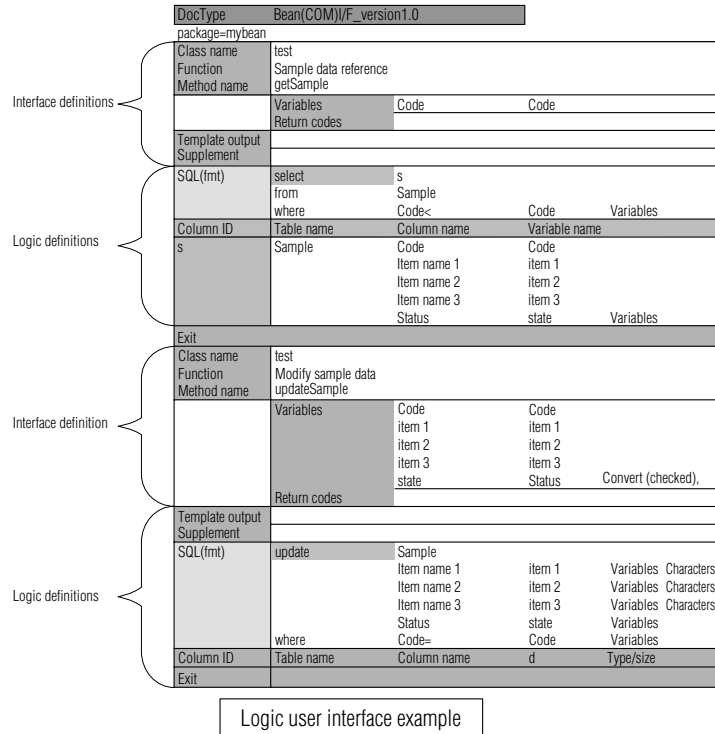 DocType Bean(COM)I/F_version1.0
package=mybean
Class name test
Function Sample data reference
Method name getSample
Interface definitions
Variables Code Code
Return codes
Template output
Supplement
SQL(fmt) select s
from Sample
where Code< Code Variables
Logic definitions
Column ID Table name Column name Variable name
s Sample Code Code
Item name 1 item 1
Item name 2 item 2
Item name 3 item 3
Status state Variables
Exit
Class name test
Function Modify sample data
Method name updateSample
Interface definition
Variables Code Code
item 1 item 1
item 2 item 2
item 3 item 3
state Status Convert (checked),
Return codes
Template output
Supplement
SQL(fmt) update Sample
Item name 1 item 1 Variables Characters
Item name 2 item 2 Variables Characters
Logic definitions
Item name 3 item 3 Variables Characters
Status state Variables
where Code= Code Variables
Column ID Table name Column name d Type/size
Exit
Logic user interface example